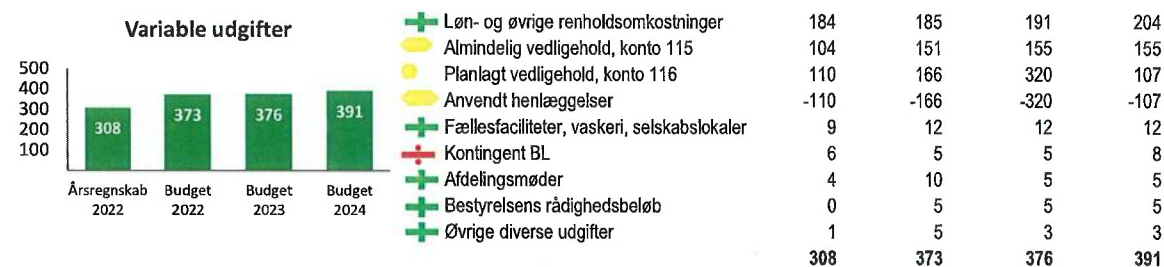 Variable udgifter
500
400
300
200
100
308
373
376
391
Årsregnskab 2022
Budget 2022
Budget 2023
Budget 2024
Løn- og øvrige renholdsomkostninger 184 185 191 204
Almindelig vedligehold, konto 115 104 151 155 155
Planlagt vedligehold, konto 116 110 166 320 107
Anvendt henlæggelser -110 -166 -320 -107
Fællesfaciliteter, vaskeri, selskabslokaler 9 12 12 12
Kontingent BL 6 5 5 8
Afdelingsmøder 4 10 5 5
Bestyrelsens rådighedsbeløb 0 5 5 5
Øvrige diverse udgifter 1 5 3 3
308 373 376 391